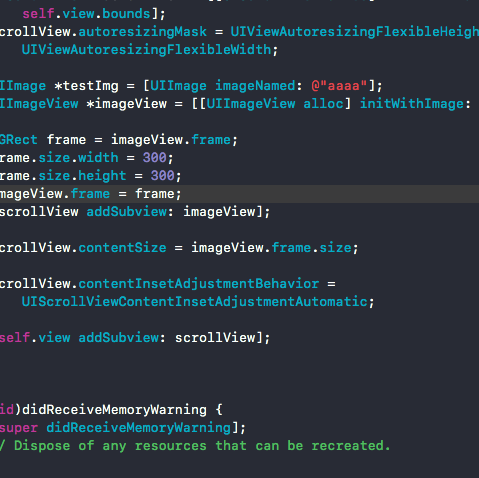 self.view.bounds];
crollView.autoresizingMask = UIViewAutoresizingFlexibleHeigh
UIViewAutoresizingFlexibleWidth;
IImage *testImg = [UIImage imageNamed: @"aaaa"];
IImageView *imageView = [[UIImageView alloc] initWithImage:
GRect frame = imageView.frame;
rame.size.width = 300;
rame.size.height = 300;
mageView.frame = frame;
scrollView addSubview: imageView];
crollView.contentSize = imageView.frame.size;
crollView.contentInsetAdjustmentBehavior =
UIScrollViewContentInsetAdjustmentAutomatic;
self.view addSubview: scrollView];
id)didReceiveMemoryWarning {
super didReceiveMemoryWarning];
/ Dispose of any resources that can be recreated.